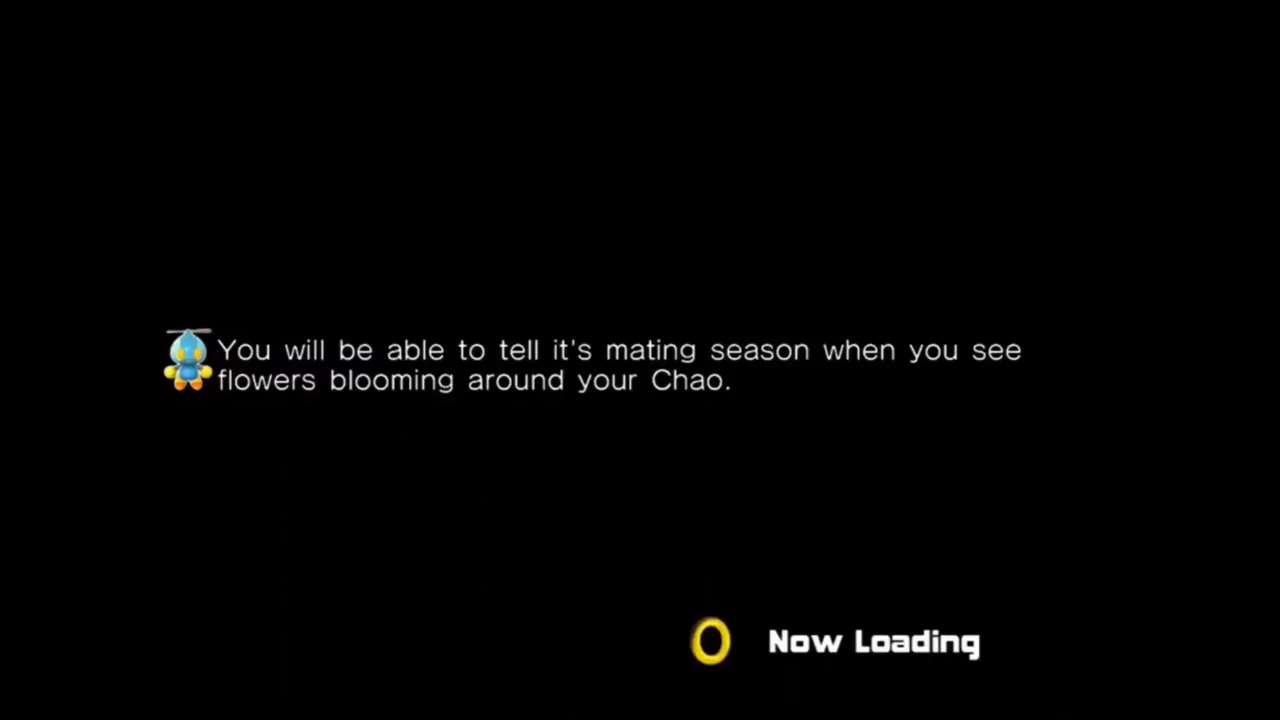 You will be able to tell it's mating season when you see
flowers blooming around your Chao.
Now Loading